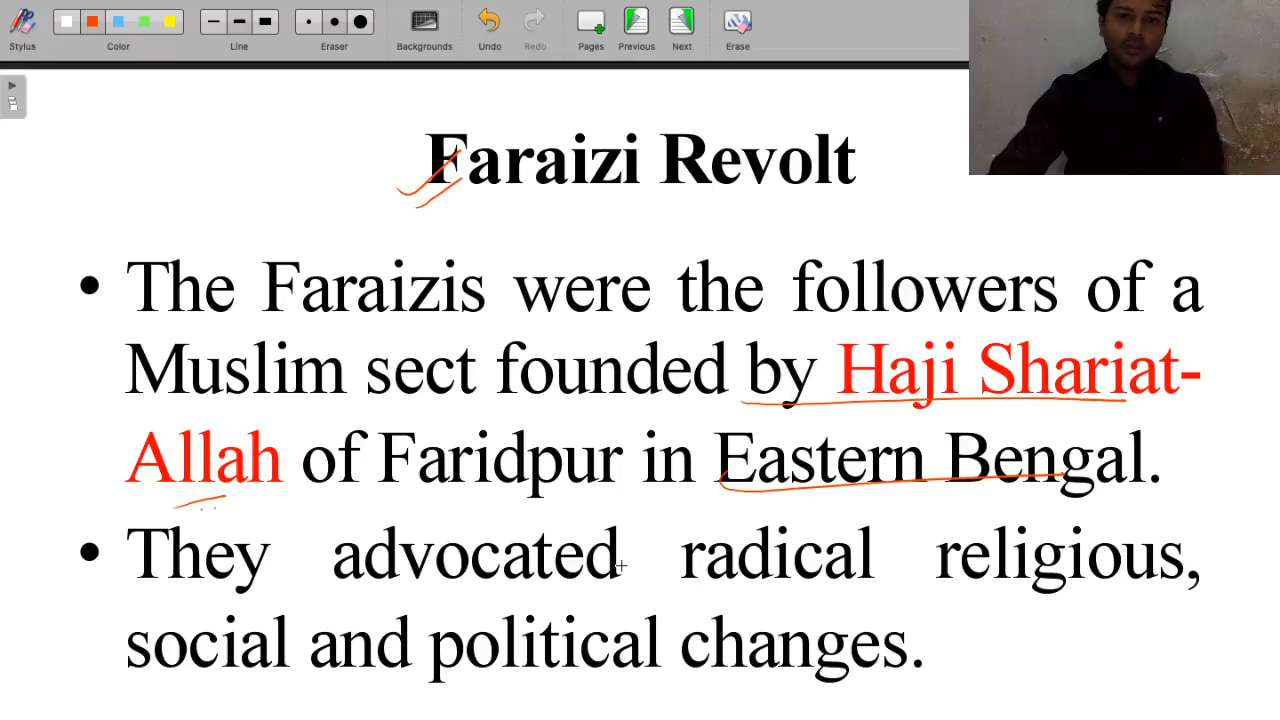 Stylus Color Line Eraser Backgrounds Undo Redo Pages Previous Next Erase
Faraizi Revolt
• The Faraizis were the followers of a
Muslim sect founded by Haji Shariat-
Allah of Faridpur in Eastern Bengal.
• They advocated radical religious,
social and political changes.